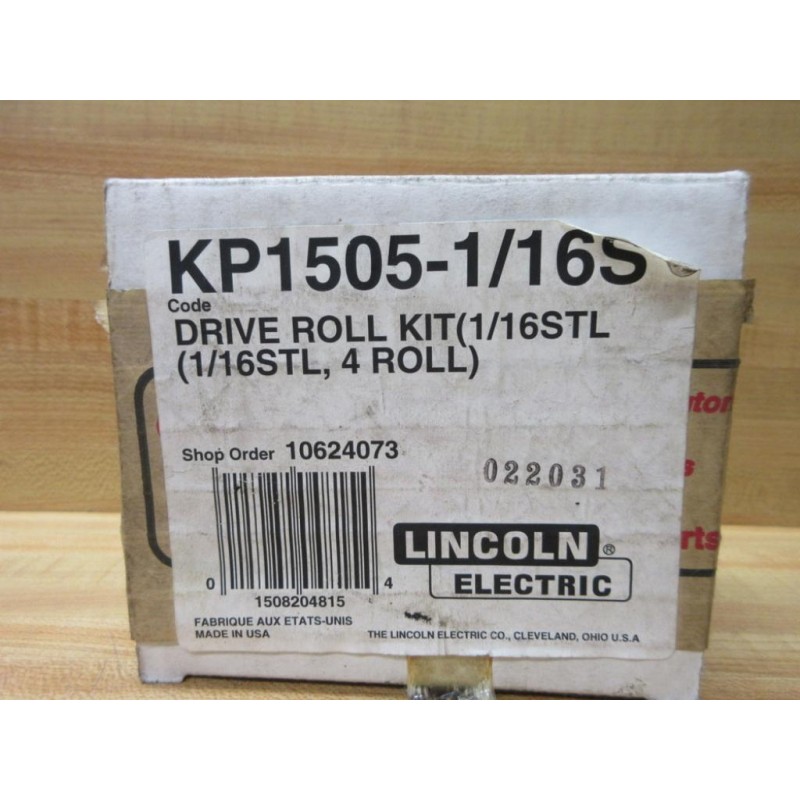 KP1505-1/16S
Code
DRIVE ROLL KIT(1/16STL
(1/16STL, 4 ROLL)
Shop Order 10624073
022031
LINCOLN ®
ELECTRIC
0 4
1508204815
FABRIQUE AUX ETATS-UNIS
MADE IN USA
THE LINCOLN ELECTRIC CO., CLEVELAND, OHIO U.S.A